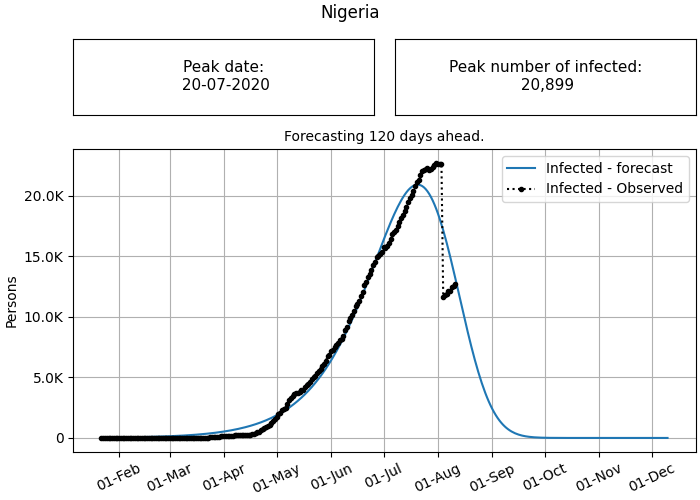 Nigeria
Peak date:
20-07-2020
Peak number of infected:
20,899
Forecasting 120 days ahead.
Infected - forecast
Infected - Observed
Persons
20.0K
15.0K
10.0K
5.0K
0
01-Feb
01-Mar
01-Apr
01-May
01-Jun
01-Jul
01-Aug
01-Sep
01-Oct
01-Nov
01-Dec